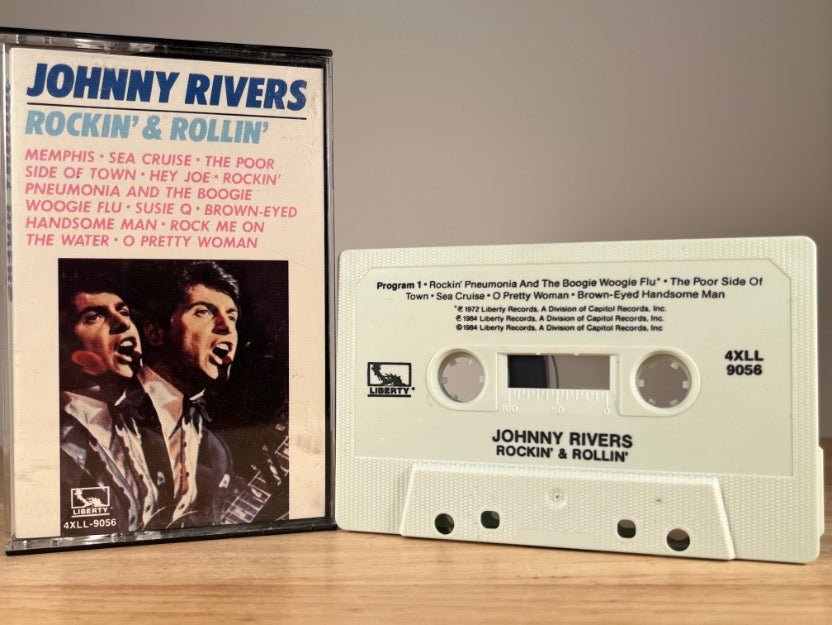 JOHNNY RIVERS
ROCKIN' & ROLLIN'
MEMPHIS • SEA CRUISE • THE POOR
SIDE OF TOWN • HEY JOE • ROCKIN'
PNEUMONIA AND THE BOOGIE
WOOGIE FLU • SUSIE Q • BROWN-EYED
HANDSOME MAN • ROCK ME ON
THE WATER • O PRETTY WOMAN
LIBERTY
4XLL-9056
Program 1 • Rockin' Pneumonia And The Boogie Woogie Flu* • The Poor Side Of
Town • Sea Cruise • O Pretty Woman • Brown-Eyed Handsome Man
*℗ 1972 Liberty Records, A Division of Capitol Records, Inc.
℗ 1984 Liberty Records, A Division of Capitol Records, Inc.
© 1984 Liberty Records, A Division of Capitol Records, Inc
LIBERTY
4XLL
9056
100 50 0
JOHNNY RIVERS
ROCKIN' & ROLLIN'